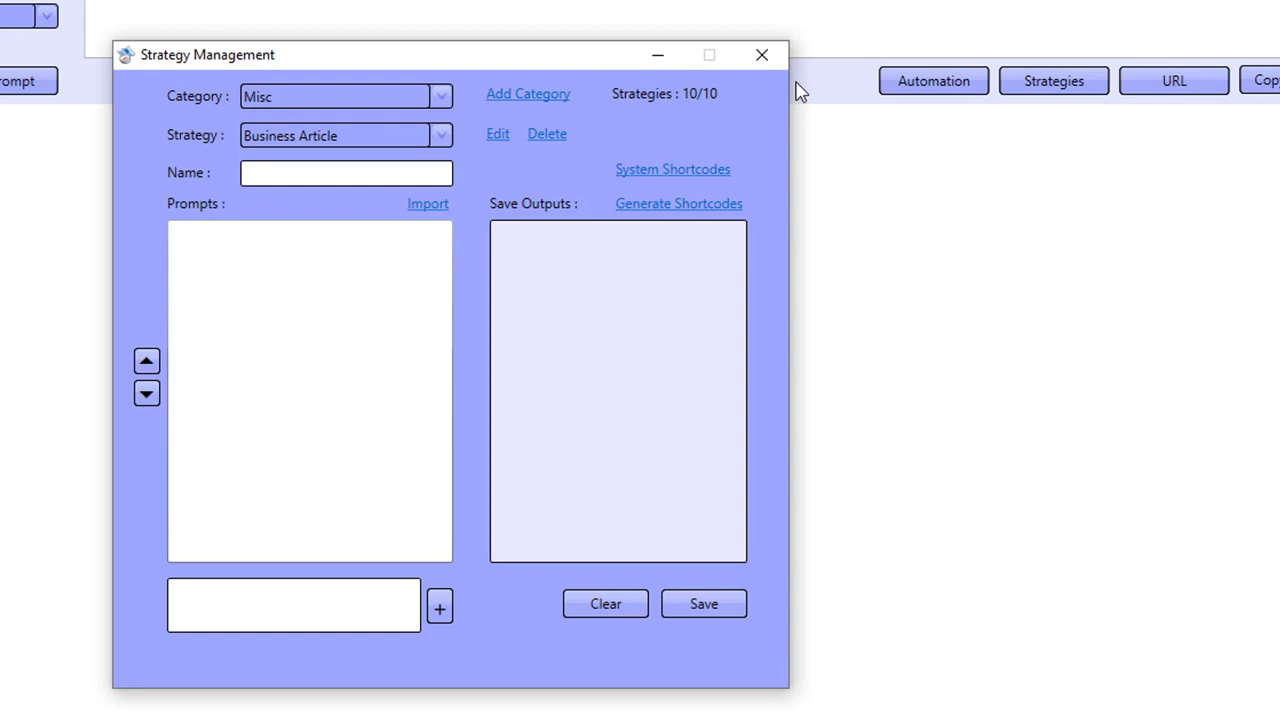 Strategy Management
rompt
Automation
Strategies
URL
Cop
Category :
Misc
Add Category
Strategies : 10/10
Strategy :
Business Article
Edit
Delete
Name :
System Shortcodes
Prompts :
Import
Save Outputs :
Generate Shortcodes
+
Clear
Save